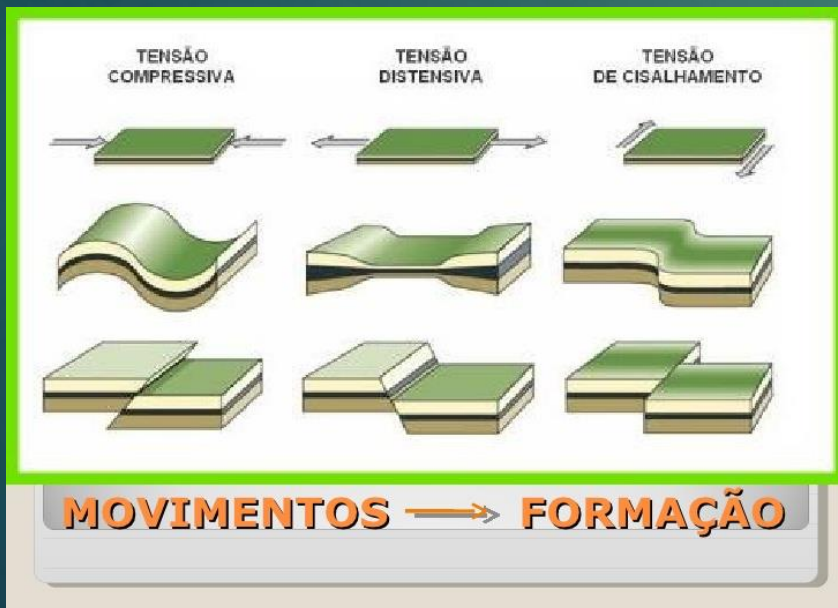 TENSÃO
COMPRESSIVA
TENSÃO
DISTENSIVA
TENSÃO
DE CISALHAMENTO
MOVIMENTOS FORMAÇÃO